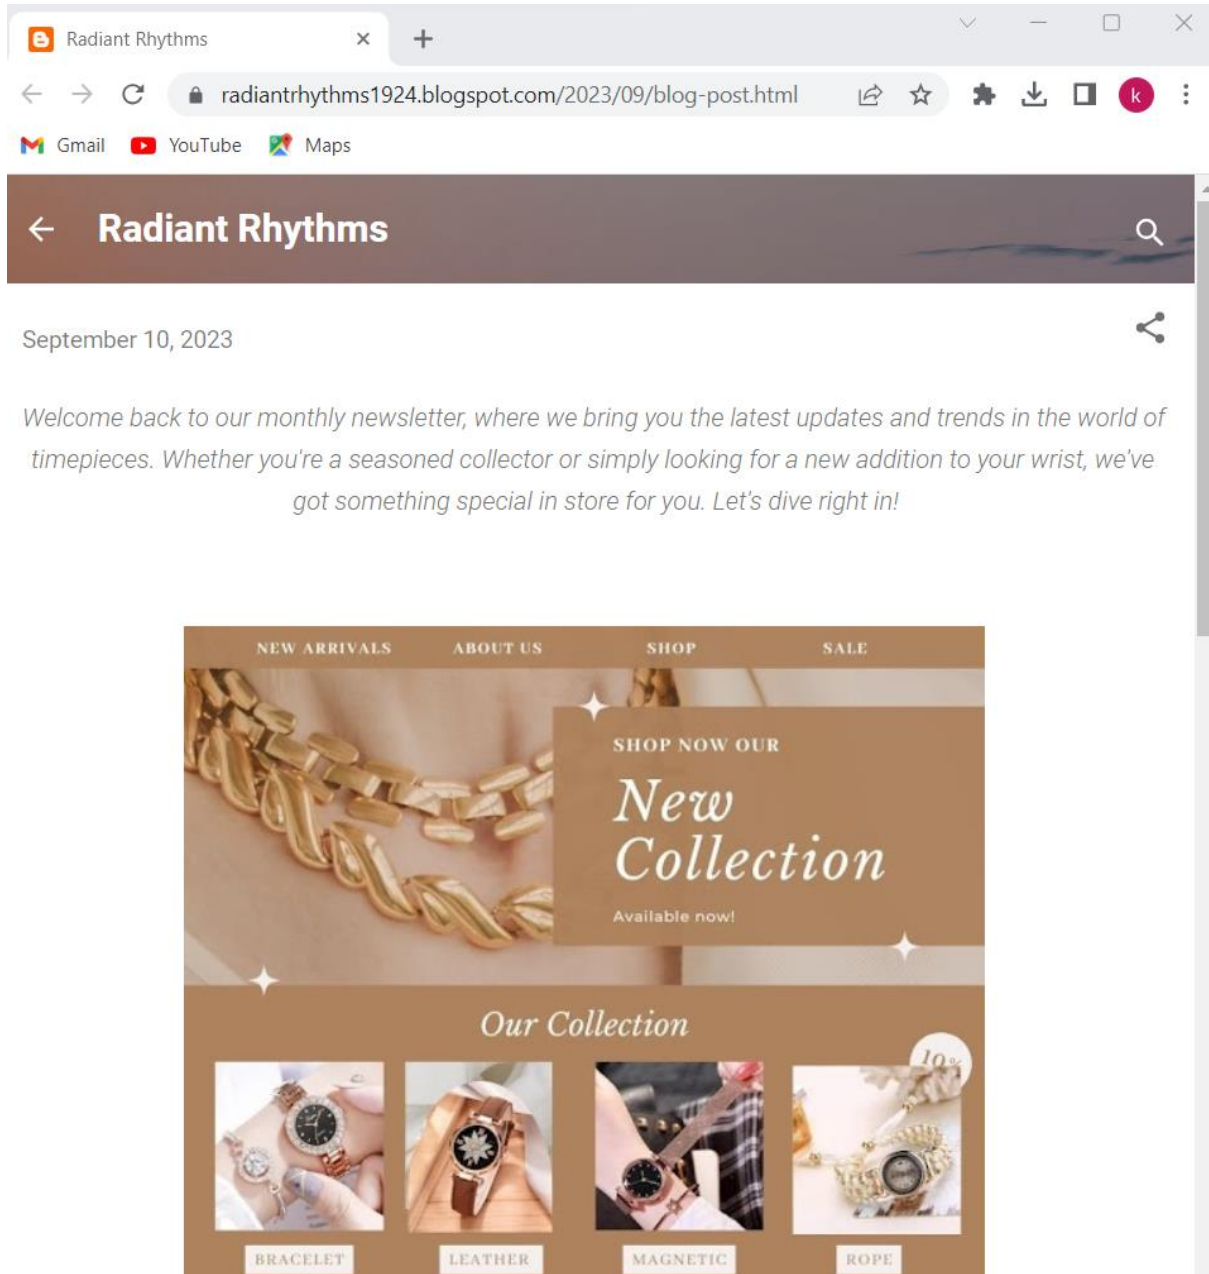 Radiant Rhythms
radiantrhythms1924.blogspot.com/2023/09/blog-post.html
k
Gmail YouTube Maps
Radiant Rhythms
September 10, 2023
Welcome back to our monthly newsletter, where we bring you the latest updates and trends in the world of
timepieces. Whether you're a seasoned collector or simply looking for a new addition to your wrist, we've
got something special in store for you. Let's dive right in!
NEW ARRIVALS ABOUT US SHOP SALE
SHOP NOW OUR
New
Collection
Available now!
Our Collection
10%
BRACELET LEATHER MAGNETIC ROPE